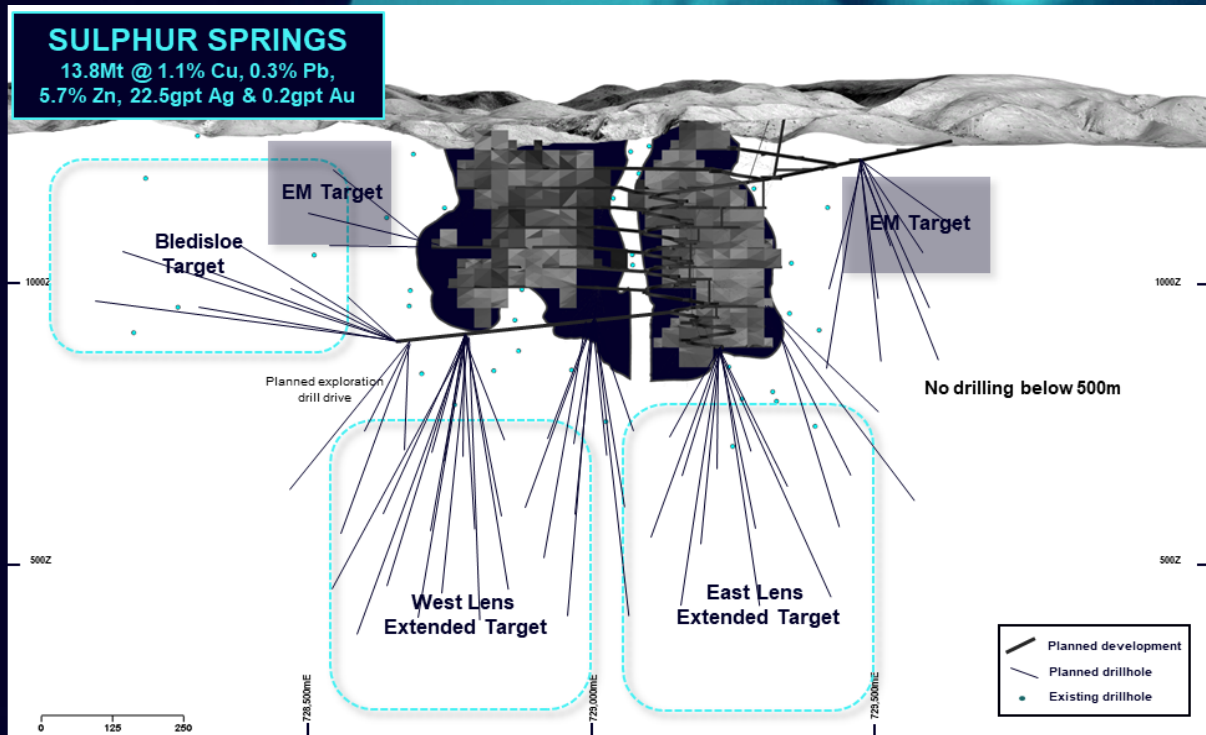 SULPHUR SPRINGS
13.8Mt @ 1.1% Cu, 0.3% Pb,
5.7% Zn, 22.5gpt Ag & 0.2gpt Au
EM Target
EM Target
Bledisloe
Target
1000Z
1000Z
Planned exploration
drill drive
No drilling below 500m
500Z
500Z
West Lens
Extended Target
East Lens
Extended Target
Planned development
Planned drillhole
Existing drillhole
728,500mE
729,000mE
729,500mE
0 125 250